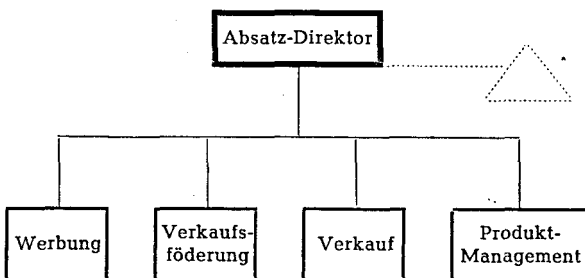 Absatz-Direktor
Werbung
Verkaufs-
föderung
Verkauf
Produkt-
Management